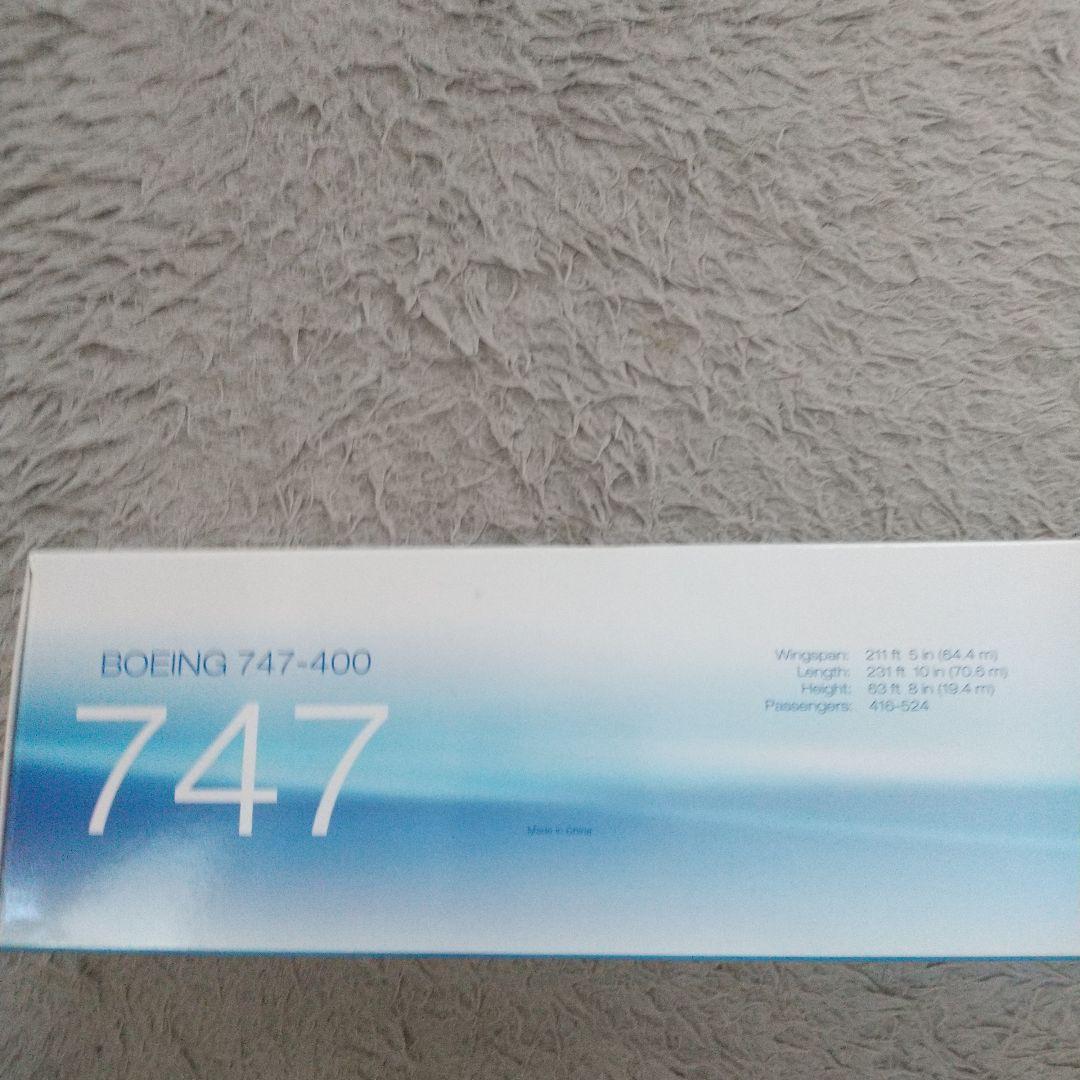 BOEING 747-400
747
Wingspan: 211 ft 5 in (64.4 m)
Length: 231 ft 10 in (70.6 m)
Height: 63 ft 8 in (19.4 m)
Passengers: 416-524
Made in China